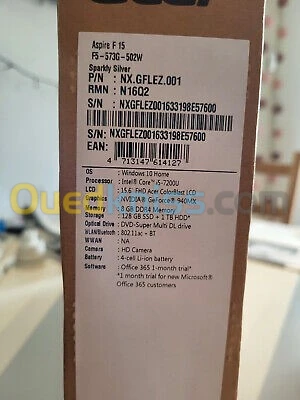 acer
Aspire F 15
F5-573G-502W
Sparkly Silver
P/N : NX.GFLEZ.001
RMN : N16Q2
S/N : NXGFLEZ001633198E57600
S/N:
NXGFLEZ001633198E57600
EAN:
4 713147 614127
OS : Windows 10 Home
Processor : Intel® Core™ i5-7200U
LCD : 15.6" FHD Acer ColorBlast LCD
Graphics : NVIDIA® GeForce® 940MX
Memory : 8 GB DDR4 Memory
Storage : 128 GB SSD + 1 TB HDD*
Optical Drive : DVD-Super Multi DL drive
WLAN/Bluetooth : 802.11ac + BT
WWAN : NA
Camera : HD Camera
Battery : 4-cell Li-ion battery
Software : Office 365 1-month trial*
*1 month trial for new Microsoft®
Office 365 customers